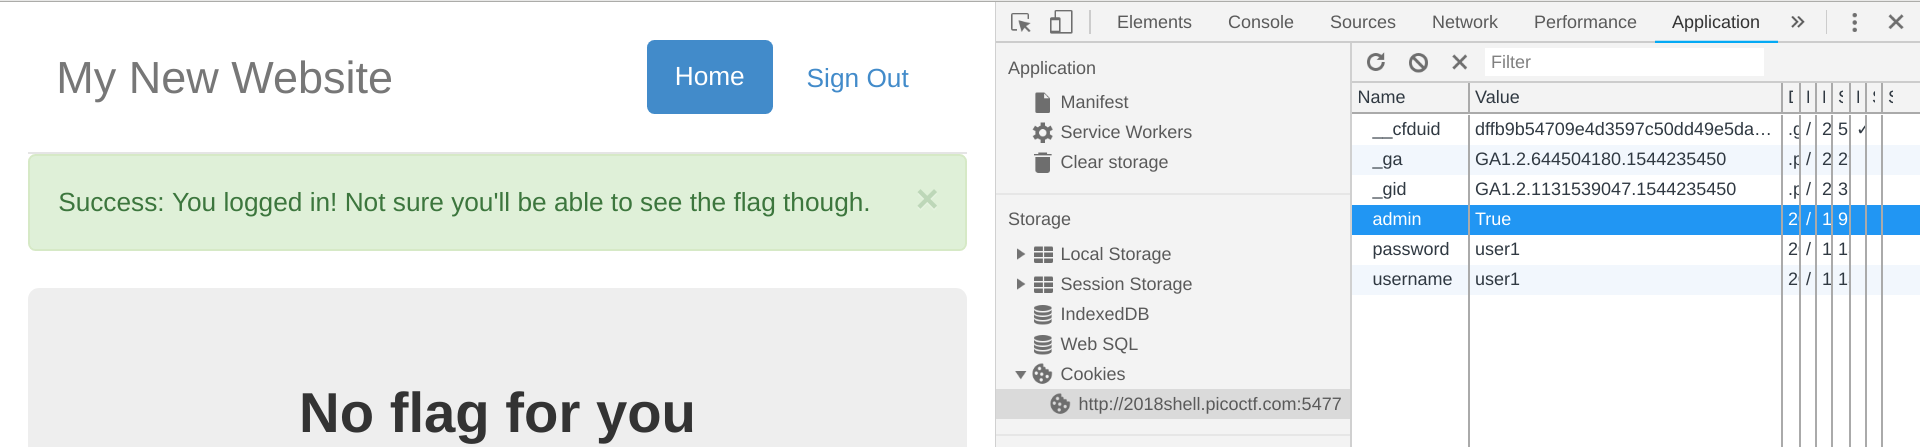 My New Website
Home
Sign Out
Success: You logged in! Not sure you'll be able to see the flag though.
×
No flag for you
Elements Console Sources Network Performance Application
Application
Manifest
Service Workers
Clear storage
Storage
Local Storage
Session Storage
IndexedDB
Web SQL
Cookies
http://2018shell.picoctf.com:5477
Filter
Name Value
__cfduid dffb9b54709e4d3597c50dd49e5da… / 2 5 ✓
_ga GA1.2.644504180.1544235450 / 2 2
_gid GA1.2.1131539047.1544235450 / 2 3
admin True 2 / 1 9
password user1 2 / 1 1
username user1 2 / 1 1